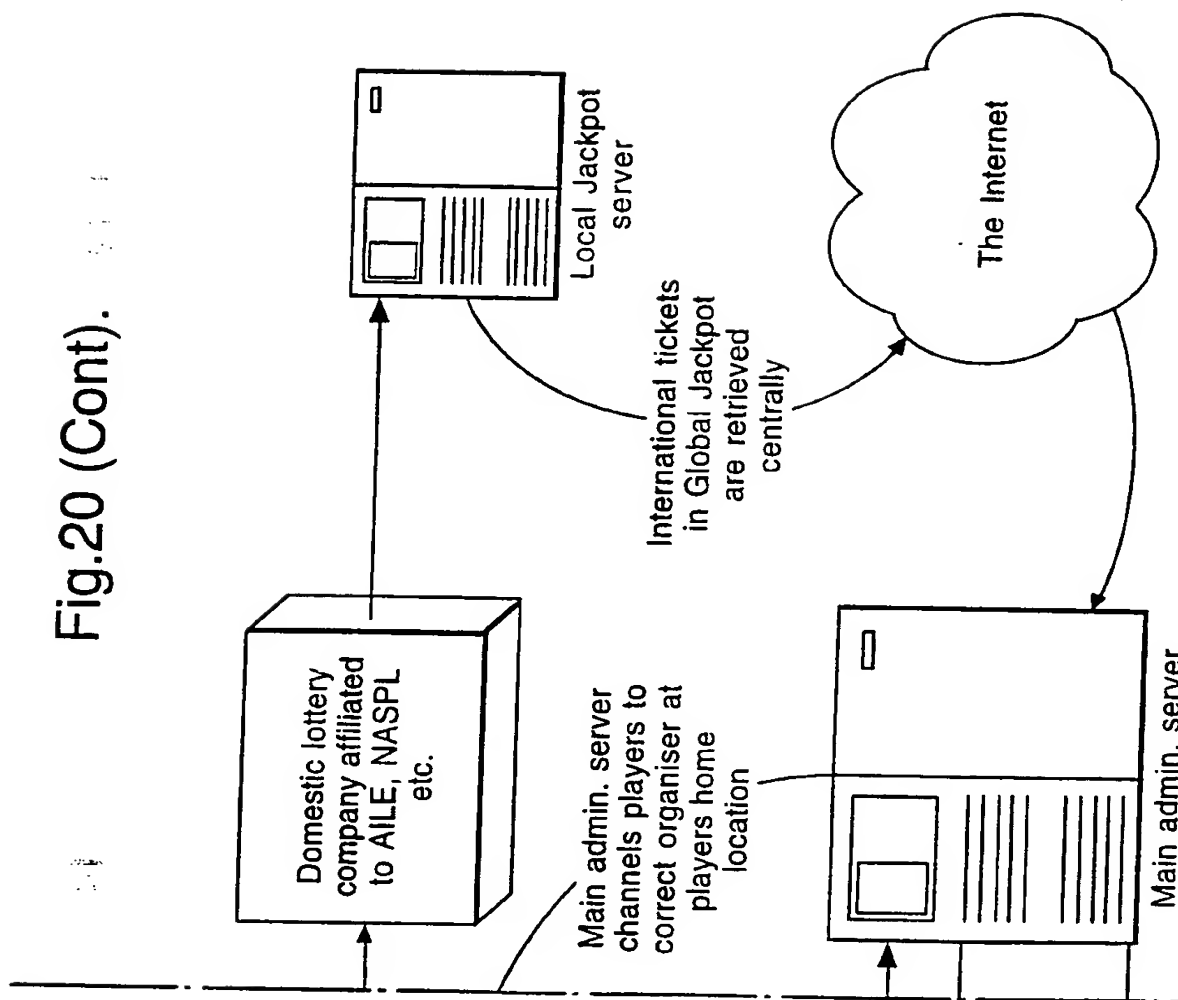 Fig.20 (Cont).
Domestic lottery
company affiliated
to AILE, NASPL
etc.
Local Jackpot
server
International tickets
in Global Jackpot
are retrieved
centrally
The Internet
Main admin. server
channels players to
correct organiser at
players home
location
Main admin. server